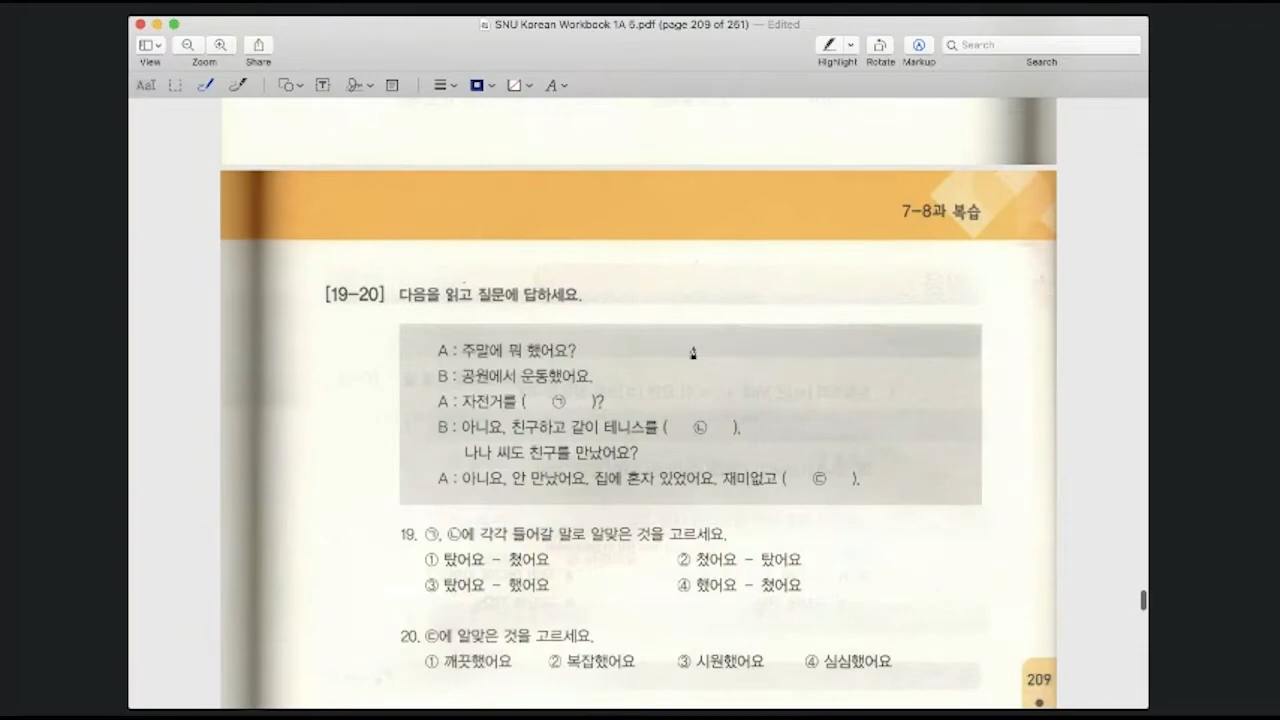 SNU Korean Workbook 1A 6.pdf (page 209 of 261) — Edited
View Zoom Share Highlight Rotate Markup Search
Search
AaI T A
7-8과 복습
[19-20] 다음을 읽고 질문에 답하세요.
A : 주말에 뭐 했어요?
B : 공원에서 운동했어요.
A : 자전거를 ( ㉠ )?
B : 아니요, 친구하고 같이 테니스를 ( ㉡ ).
나나 씨도 친구를 만났어요?
A : 아니요, 안 만났어요. 집에 혼자 있었어요. 재미없고 ( ㉢ ).
19. ㉠, ㉡에 각각 들어갈 말로 알맞은 것을 고르세요.
① 탔어요 - 쳤어요 ② 쳤어요 - 탔어요
③ 탔어요 - 했어요 ④ 했어요 - 쳤어요
20. ㉢에 알맞은 것을 고르세요.
① 깨끗했어요 ② 복잡했어요 ③ 시원했어요 ④ 심심했어요
209